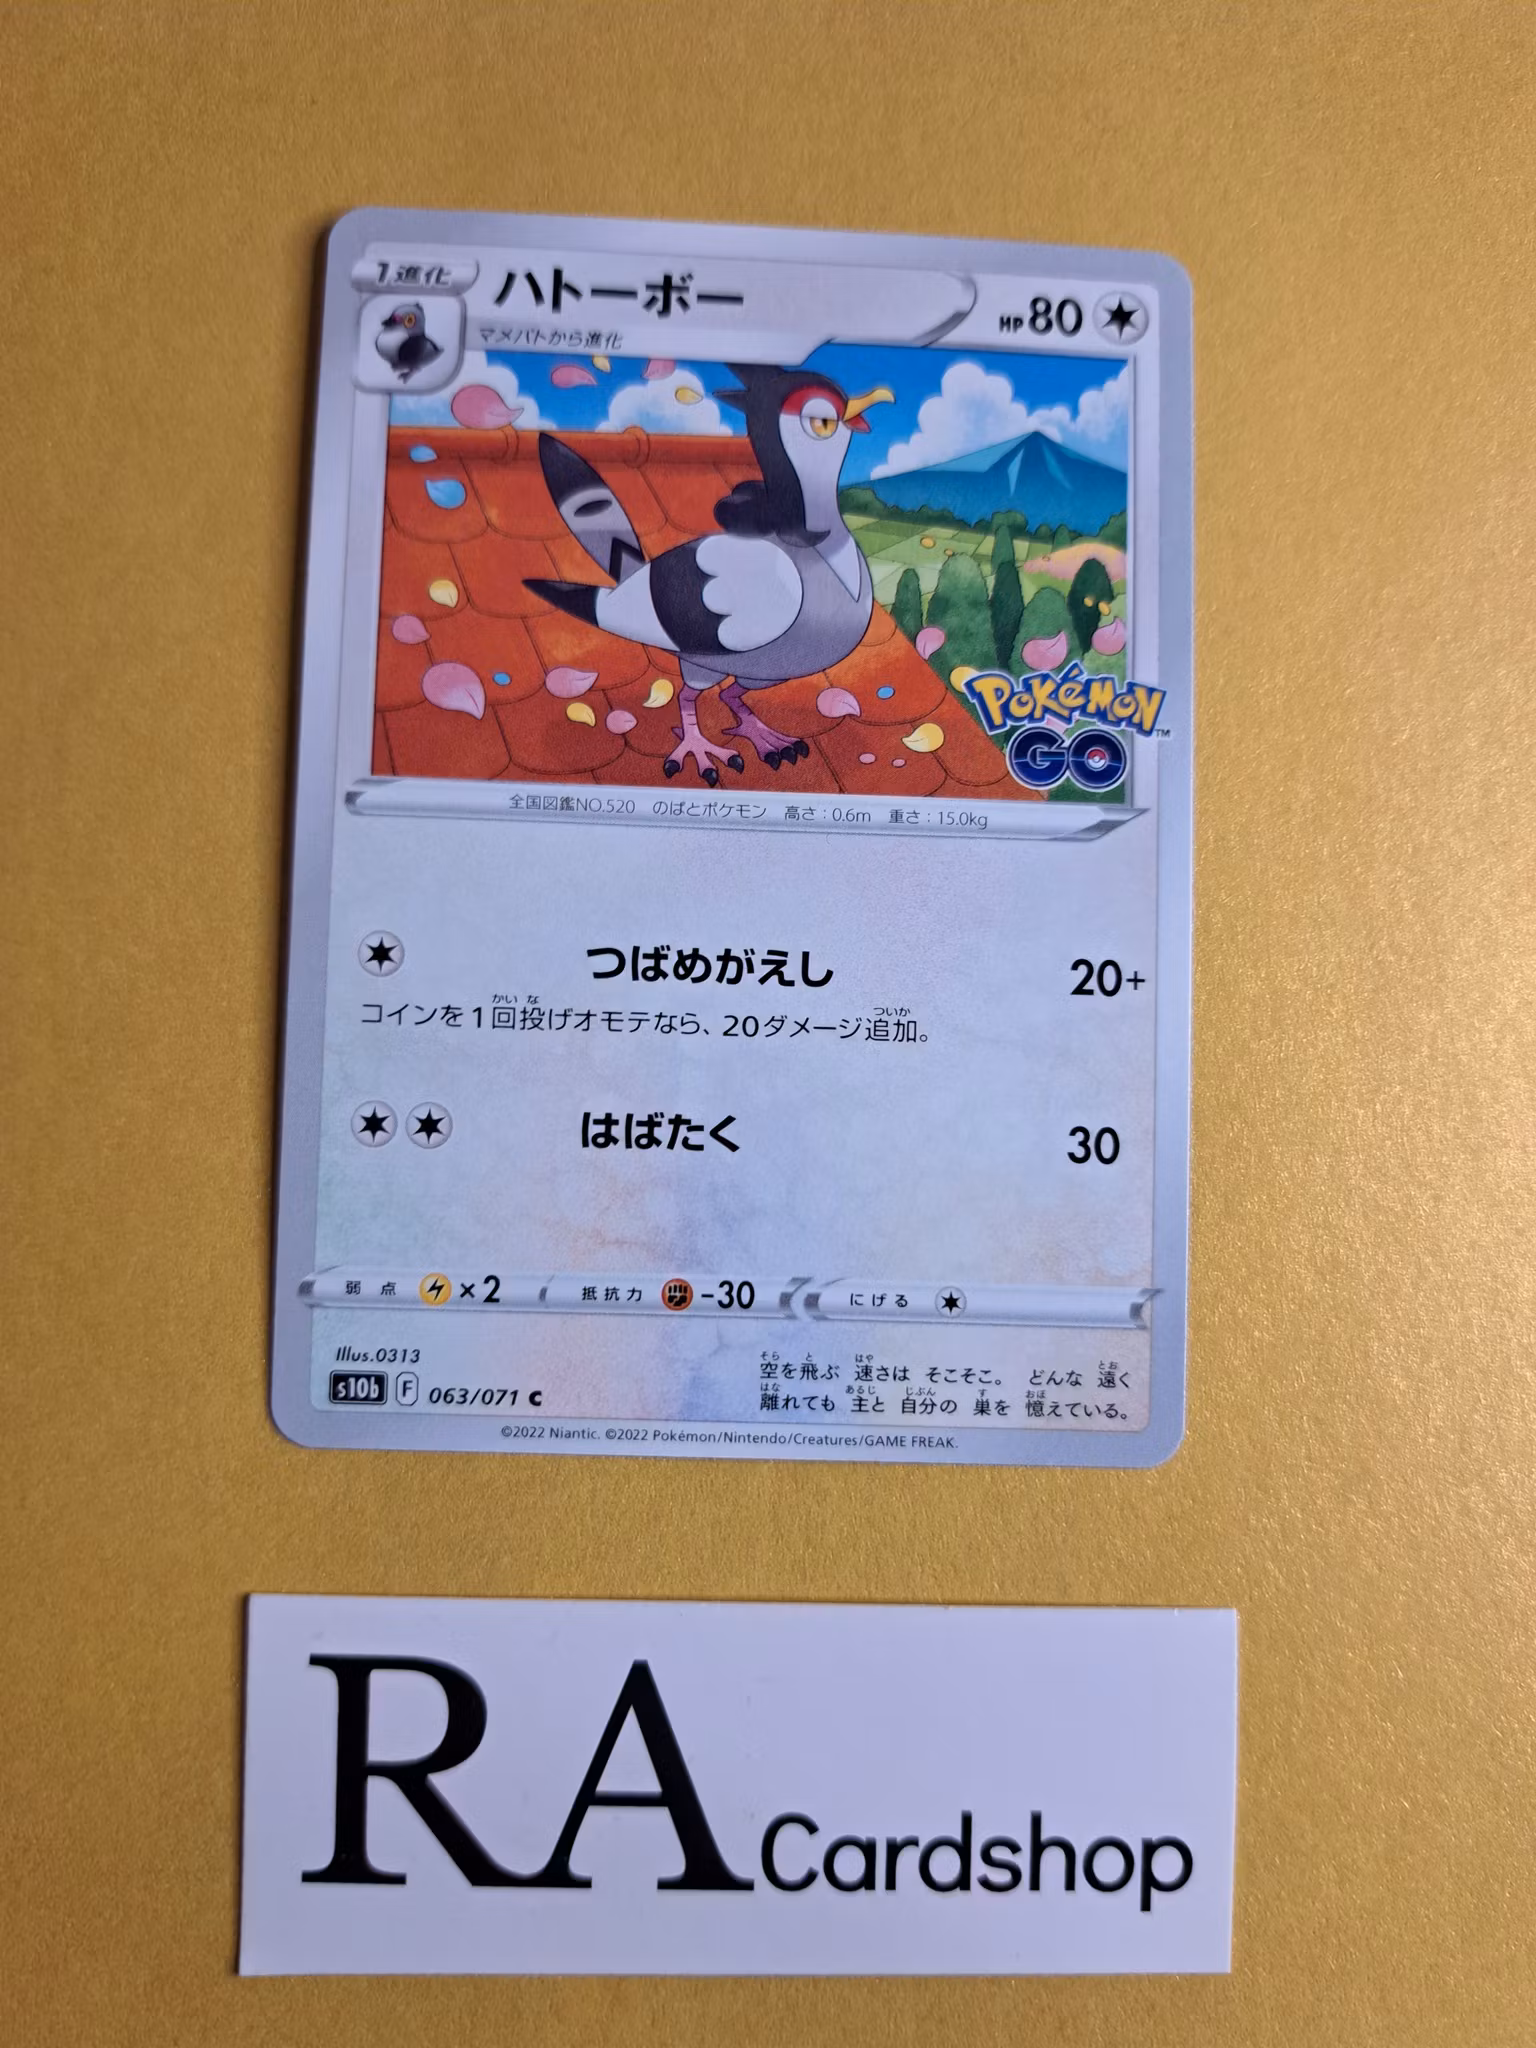 1進化
ハトーボー
HP80
マメパトから進化
POKéMON™
GO
全国図鑑NO.520 のばとポケモン 高さ:0.6m 重さ:15.0kg
つばめがえし 20+
コインを1回投げオモテなら、20ダメージ追加。
はばたく 30
弱点 ×2 抵抗力 -30 にげる
Illus.0313
s10b F 063/071 C
空を飛ぶ 速さは そこそこ。 どんな 遠く
離れても 主と 自分の 巣を 憶えている。
©2022 Niantic. ©2022 Pokémon/Nintendo/Creatures/GAME FREAK.
RA Cardshop